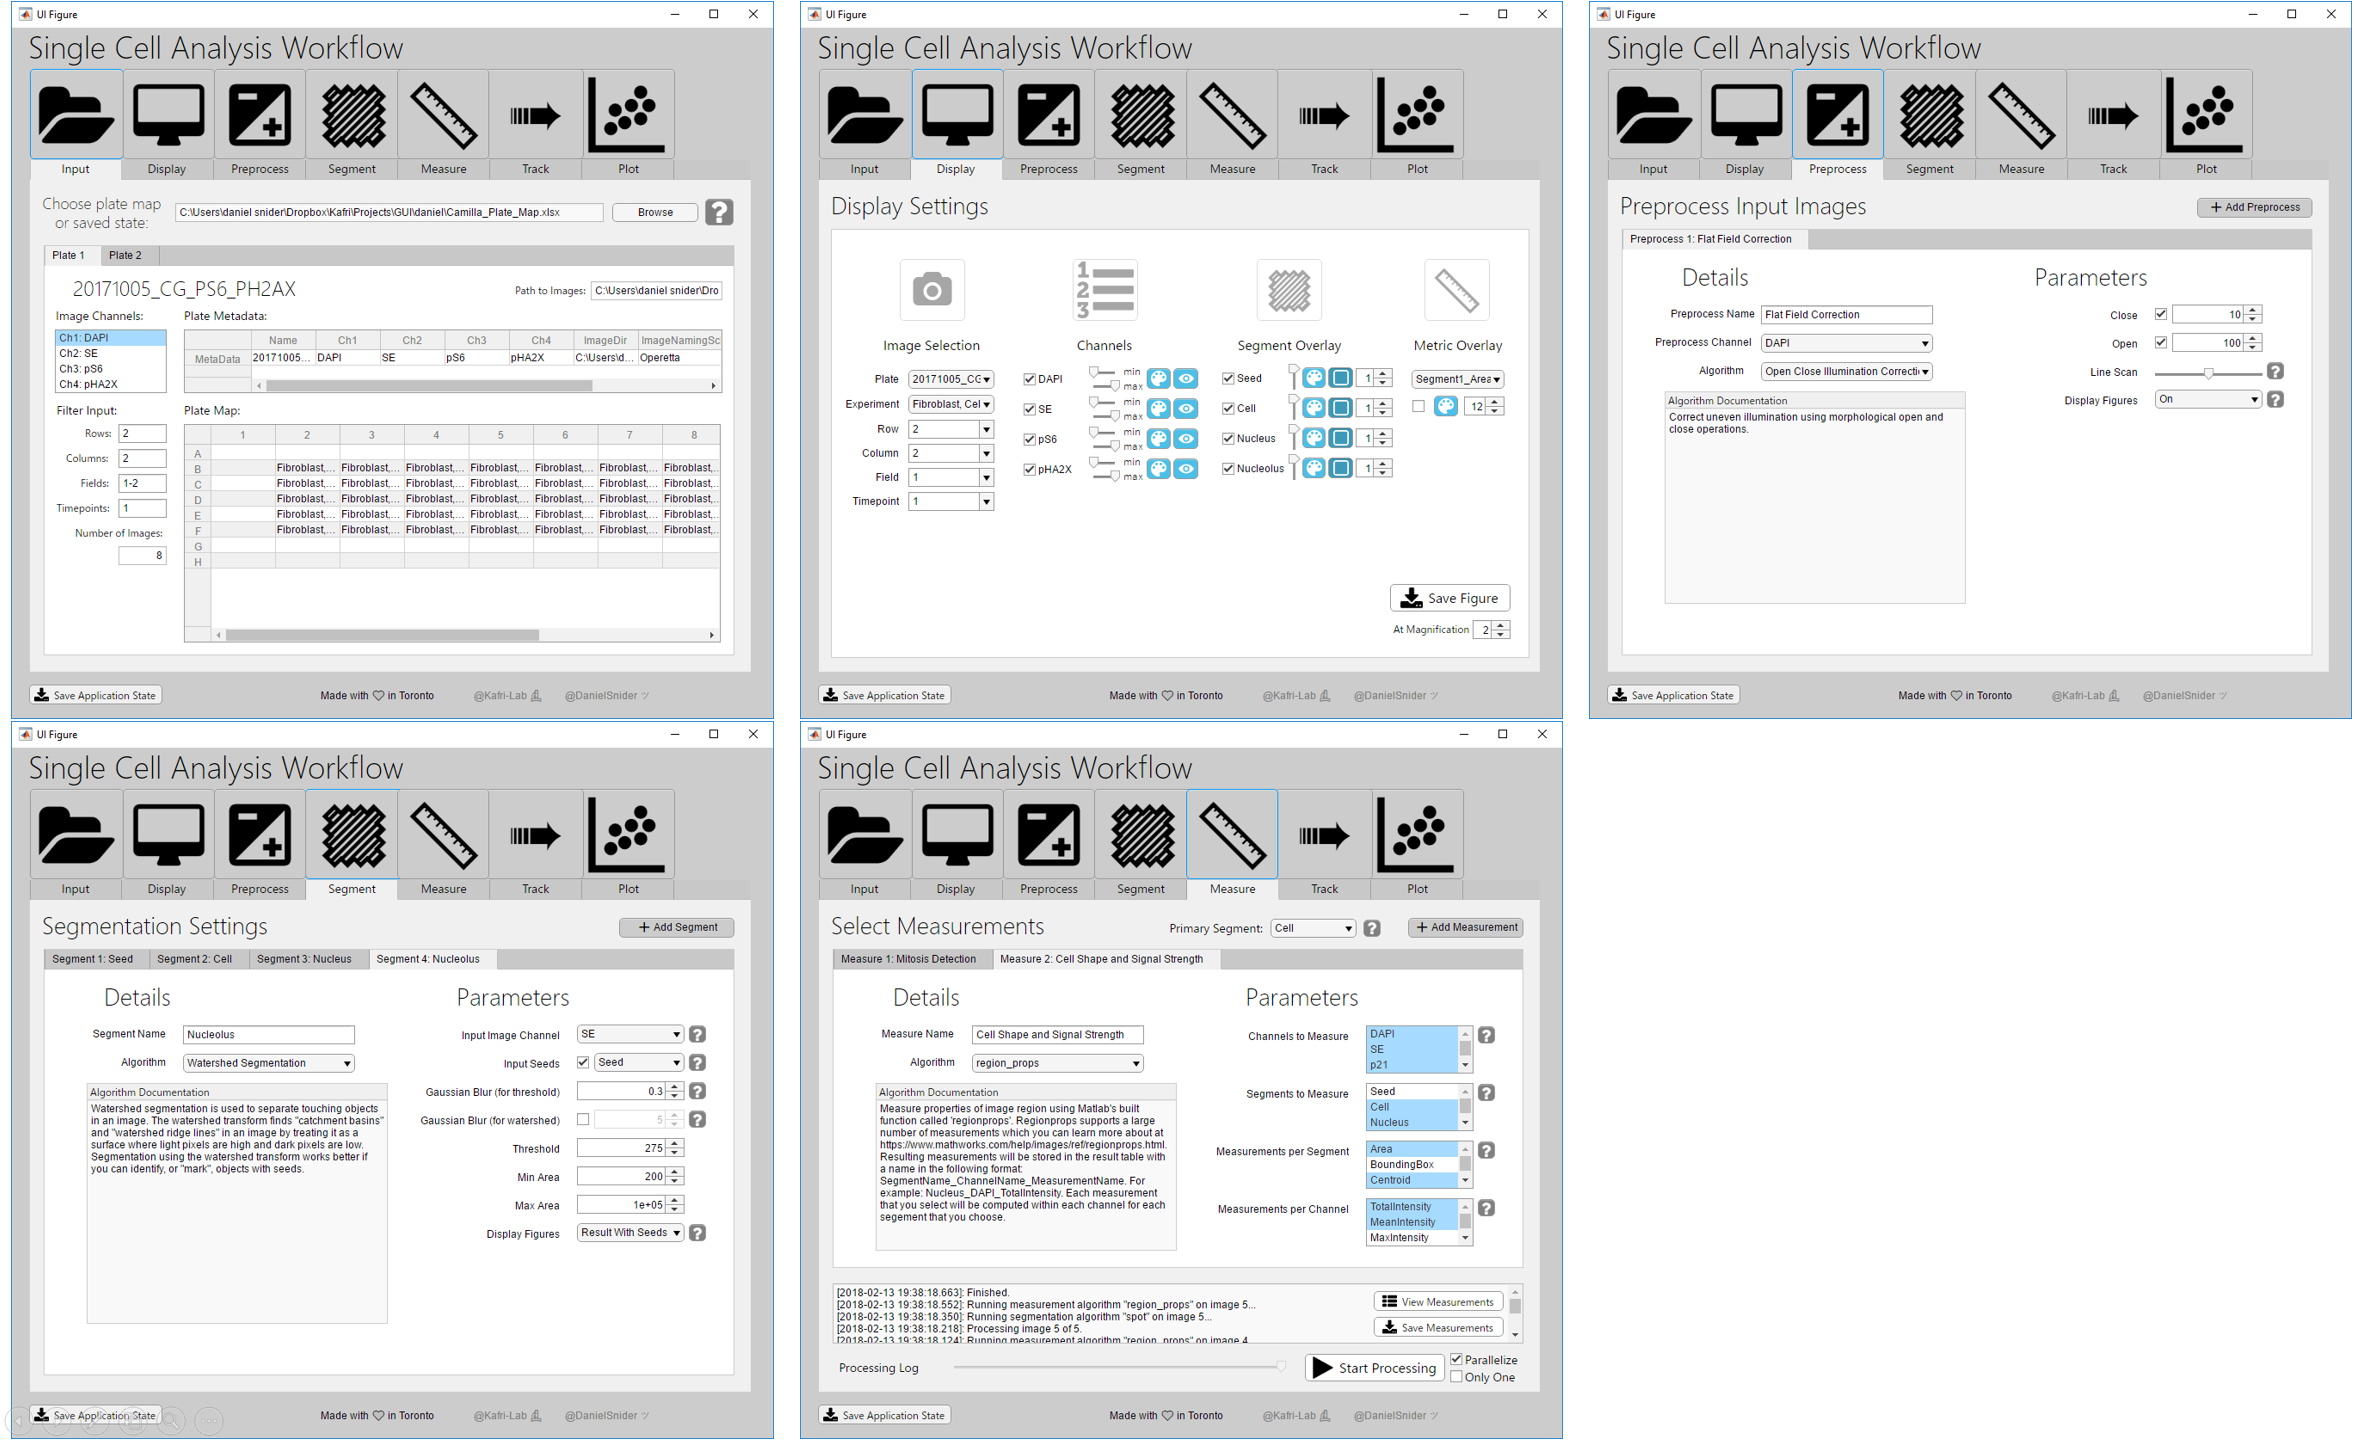 UI Figure
Single Cell Analysis Workflow
Input Display Preprocess Segment Measure Track Plot
Choose plate map
or saved state:
C:\Users\daniel snider\Dropbox\Kafri\Projects\GUI\daniel\Camilla_Plate_Map.xlsx
Browse
?
Plate 1 Plate 2
20171005_CG_PS6_PH2AX
Path to Images: C:\Users\daniel snider\Dro
Image Channels:
Ch1: DAPI
Ch2: SE
Ch3: pS6
Ch4: pHA2X
Plate Metadata:
Name Ch1 Ch2 Ch3 Ch4 ImageDir ImageNamingSc
MetaData 20171005... DAPI SE pS6 pHA2X C:\Users\d... Operetta
Filter Input:
Rows: 2
Columns: 2
Fields: 1-2
Timepoints: 1
Number of Images:
8
Plate Map:
1 2 3 4 5 6 7 8
A
B Fibroblast,... Fibroblast,... Fibroblast,... Fibroblast,... Fibroblast,... Fibroblast,... Fibroblast,...
C Fibroblast,... Fibroblast,... Fibroblast,... Fibroblast,... Fibroblast,... Fibroblast,... Fibroblast,...
D Fibroblast,... Fibroblast,... Fibroblast,... Fibroblast,... Fibroblast,... Fibroblast,... Fibroblast,...
E Fibroblast,... Fibroblast,... Fibroblast,... Fibroblast,... Fibroblast,... Fibroblast,... Fibroblast,...
F Fibroblast,... Fibroblast,... Fibroblast,... Fibroblast,... Fibroblast,... Fibroblast,... Fibroblast,...
G
H
Save Application State Made with ♡ in Toronto @Kafri-Lab @DanielSnider ツ
UI Figure
Single Cell Analysis Workflow
Input Display Preprocess Segment Measure Track Plot
Display Settings
1
2
3
Image Selection Channels Segment Overlay Metric Overlay
Plate 20171005_CG
Experiment Fibroblast, Cel
Row 2
Column 2
Field 1
Timepoint 1
DAPI min max
SE min max
pS6 min max
pHA2X min max
Seed 1
Cell 1
Nucleus 1
Nucleolus 1
Segment1_Area
12
Save Figure
At Magnification 2
Save Application State Made with ♡ in Toronto @Kafri-Lab @DanielSnider ツ
UI Figure
Single Cell Analysis Workflow
Input Display Preprocess Segment Measure Track Plot
Preprocess Input Images
+ Add Preprocess
Preprocess 1: Flat Field Correction
Details
Preprocess Name Flat Field Correction
Preprocess Channel DAPI
Algorithm Open Close Illumination Correcti
Algorithm Documentation
Correct uneven illumination using morphological open and
close operations.
Parameters
Close 10
Open 100
Line Scan ?
Display Figures On ?
Save Application State Made with ♡ in Toronto @Kafri-Lab @DanielSnider ツ
UI Figure
Single Cell Analysis Workflow
Input Display Preprocess Segment Measure Track Plot
Segmentation Settings
+ Add Segment
Segment 1: Seed Segment 2: Cell Segment 3: Nucleus Segment 4: Nucleolus
Details
Segment Name Nucleolus
Algorithm Watershed Segmentation
Algorithm Documentation
Watershed segmentation is used to separate touching objects
in an image. The watershed transform finds "catchment basins"
and "watershed ridge lines" in an image by treating it as a
surface where light pixels are high and dark pixels are low.
Segmentation using the watershed transform works better if
you can identify, or "mark", objects with seeds.
Parameters
Input Image Channel SE ?
Input Seeds Seed ?
Gaussian Blur (for threshold) 0.3 ?
Gaussian Blur (for watershed) 5 ?
Threshold 275
Min Area 200
Max Area 1e+05
Display Figures Result With Seeds ?
Save Application State Made with ♡ in Toronto @Kafri-Lab @DanielSnider ツ
UI Figure
Single Cell Analysis Workflow
Input Display Preprocess Segment Measure Track Plot
Select Measurements
Primary Segment: Cell ?
+ Add Measurement
Measure 1: Mitosis Detection Measure 2: Cell Shape and Signal Strength
Details
Measure Name Cell Shape and Signal Strength
Algorithm region_props
Algorithm Documentation
Measure properties of image region using Matlab's built
function called 'regionprops'. Regionprops supports a large
number of measurements which you can learn more about at
https://www.mathworks.com/help/images/ref/regionprops.html.
Resulting measurements will be stored in the result table with
a name in the following format:
SegmentName_ChannelName_MeasurementName. For
example: Nucleus_DAPI_TotalIntensity. Each measurement
that you select will be computed within each channel for each
segement that you choose.
Parameters
Channels to Measure
DAPI
SE
p21
?
Segments to Measure
Seed
Cell
Nucleus
?
Measurements per Segment
Area
BoundingBox
Centroid
?
Measurements per Channel
TotalIntensity
MeanIntensity
MaxIntensity
?
[2018-02-13 19:38:18.663]: Finished.
[2018-02-13 19:38:18.552]: Running measurement algorithm "region_props" on image 5...
[2018-02-13 19:38:18.350]: Running segmentation algorithm "spot" on image 5...
[2018-02-13 19:38:18.218]: Processing image 5 of 5.
[2018-02-13 19:38:18.124]: Running measurement algorithm "region_props" on image 4
View Measurements
Save Measurements
Processing Log
Start Processing
Parallelize
Only One
Save Application State Made with ♡ in Toronto @Kafri-Lab @DanielSnider ツ